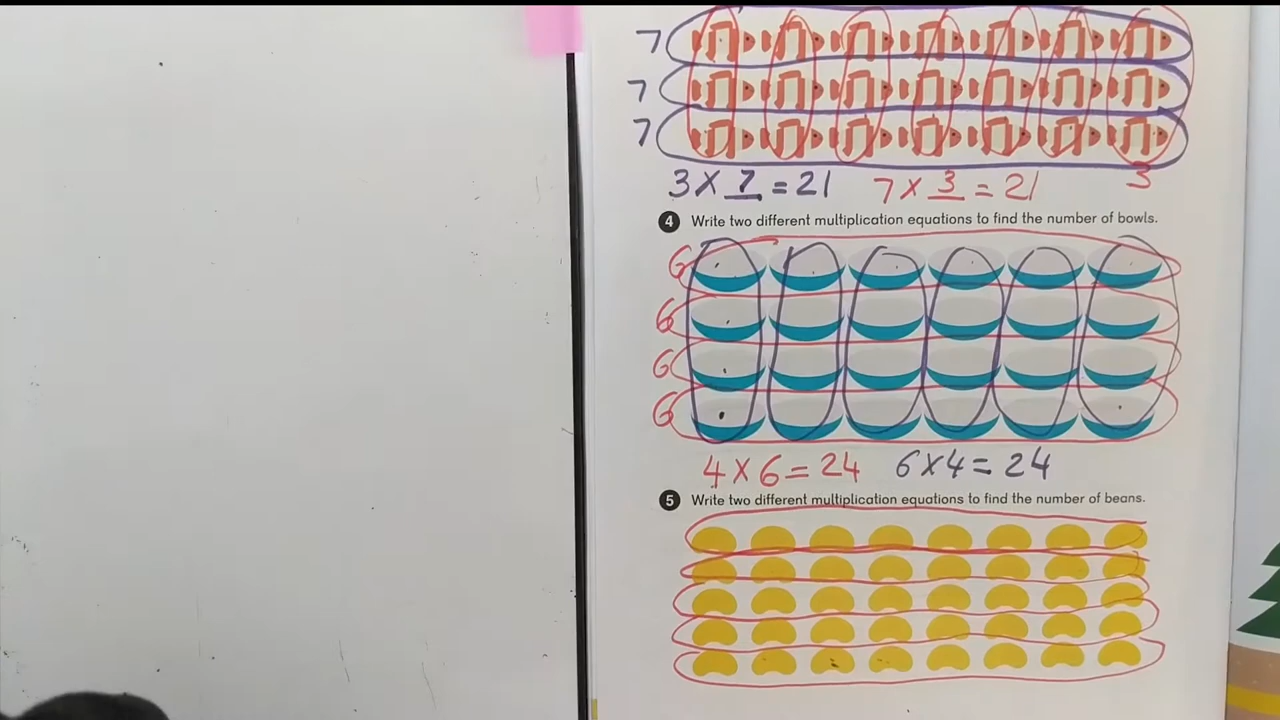 7
7
7
3 × 7 = 21 7 × 3 = 21 3
4 Write two different multiplication equations to find the number of bowls.
6
6
6
6
4 × 6 = 24 6 × 4 = 24
5 Write two different multiplication equations to find the number of beans.